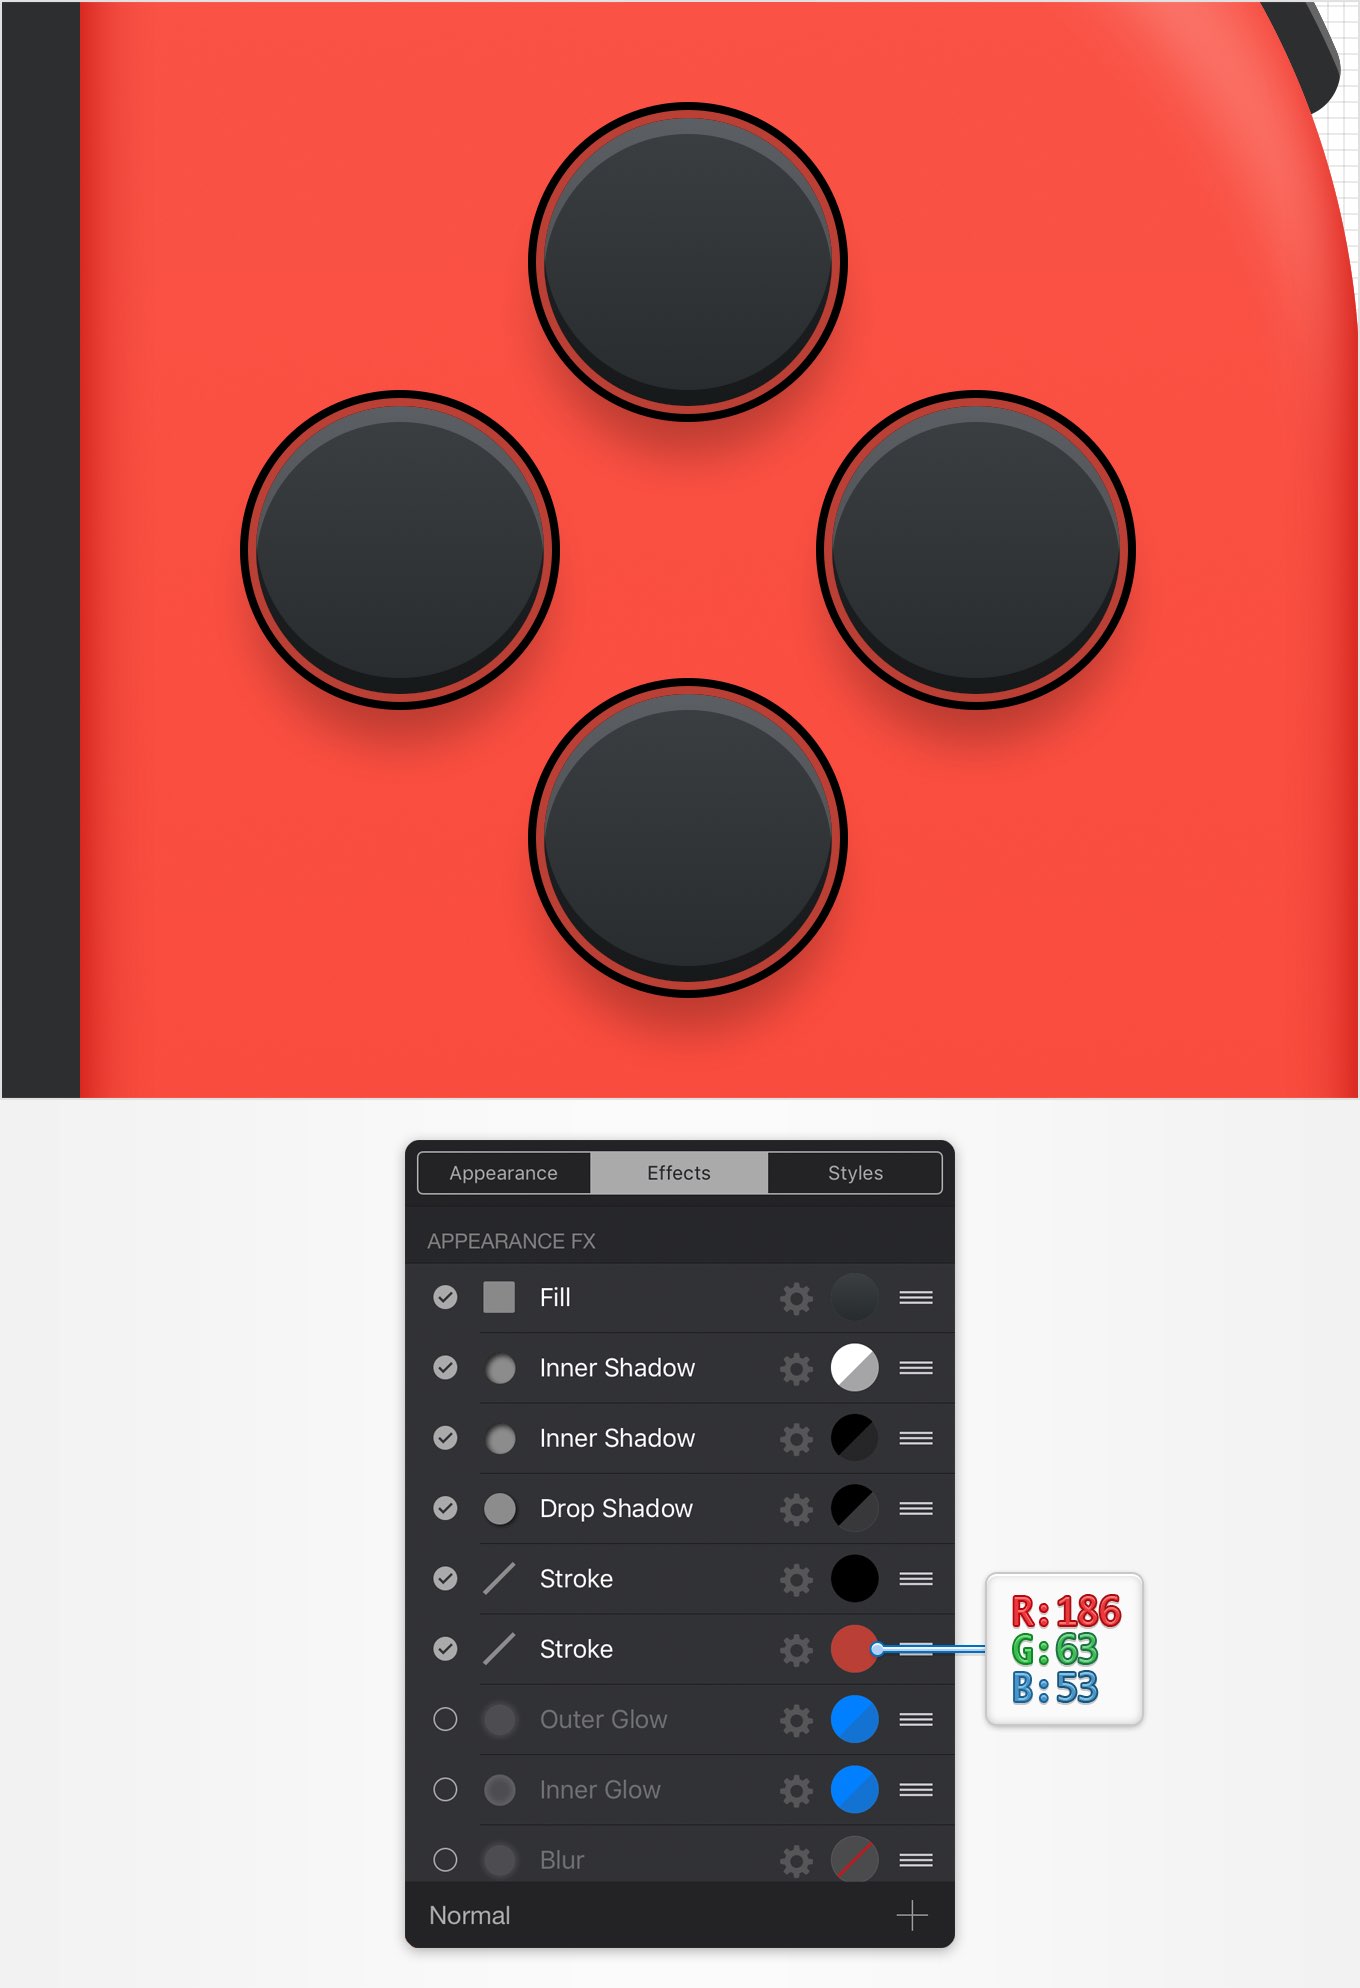 Appearance
Effects
Styles
APPEARANCE FX
Fill
Inner Shadow
Inner Shadow
Drop Shadow
Stroke
Stroke
R:186
G:63
B:53
Outer Glow
Inner Glow
Blur
Normal